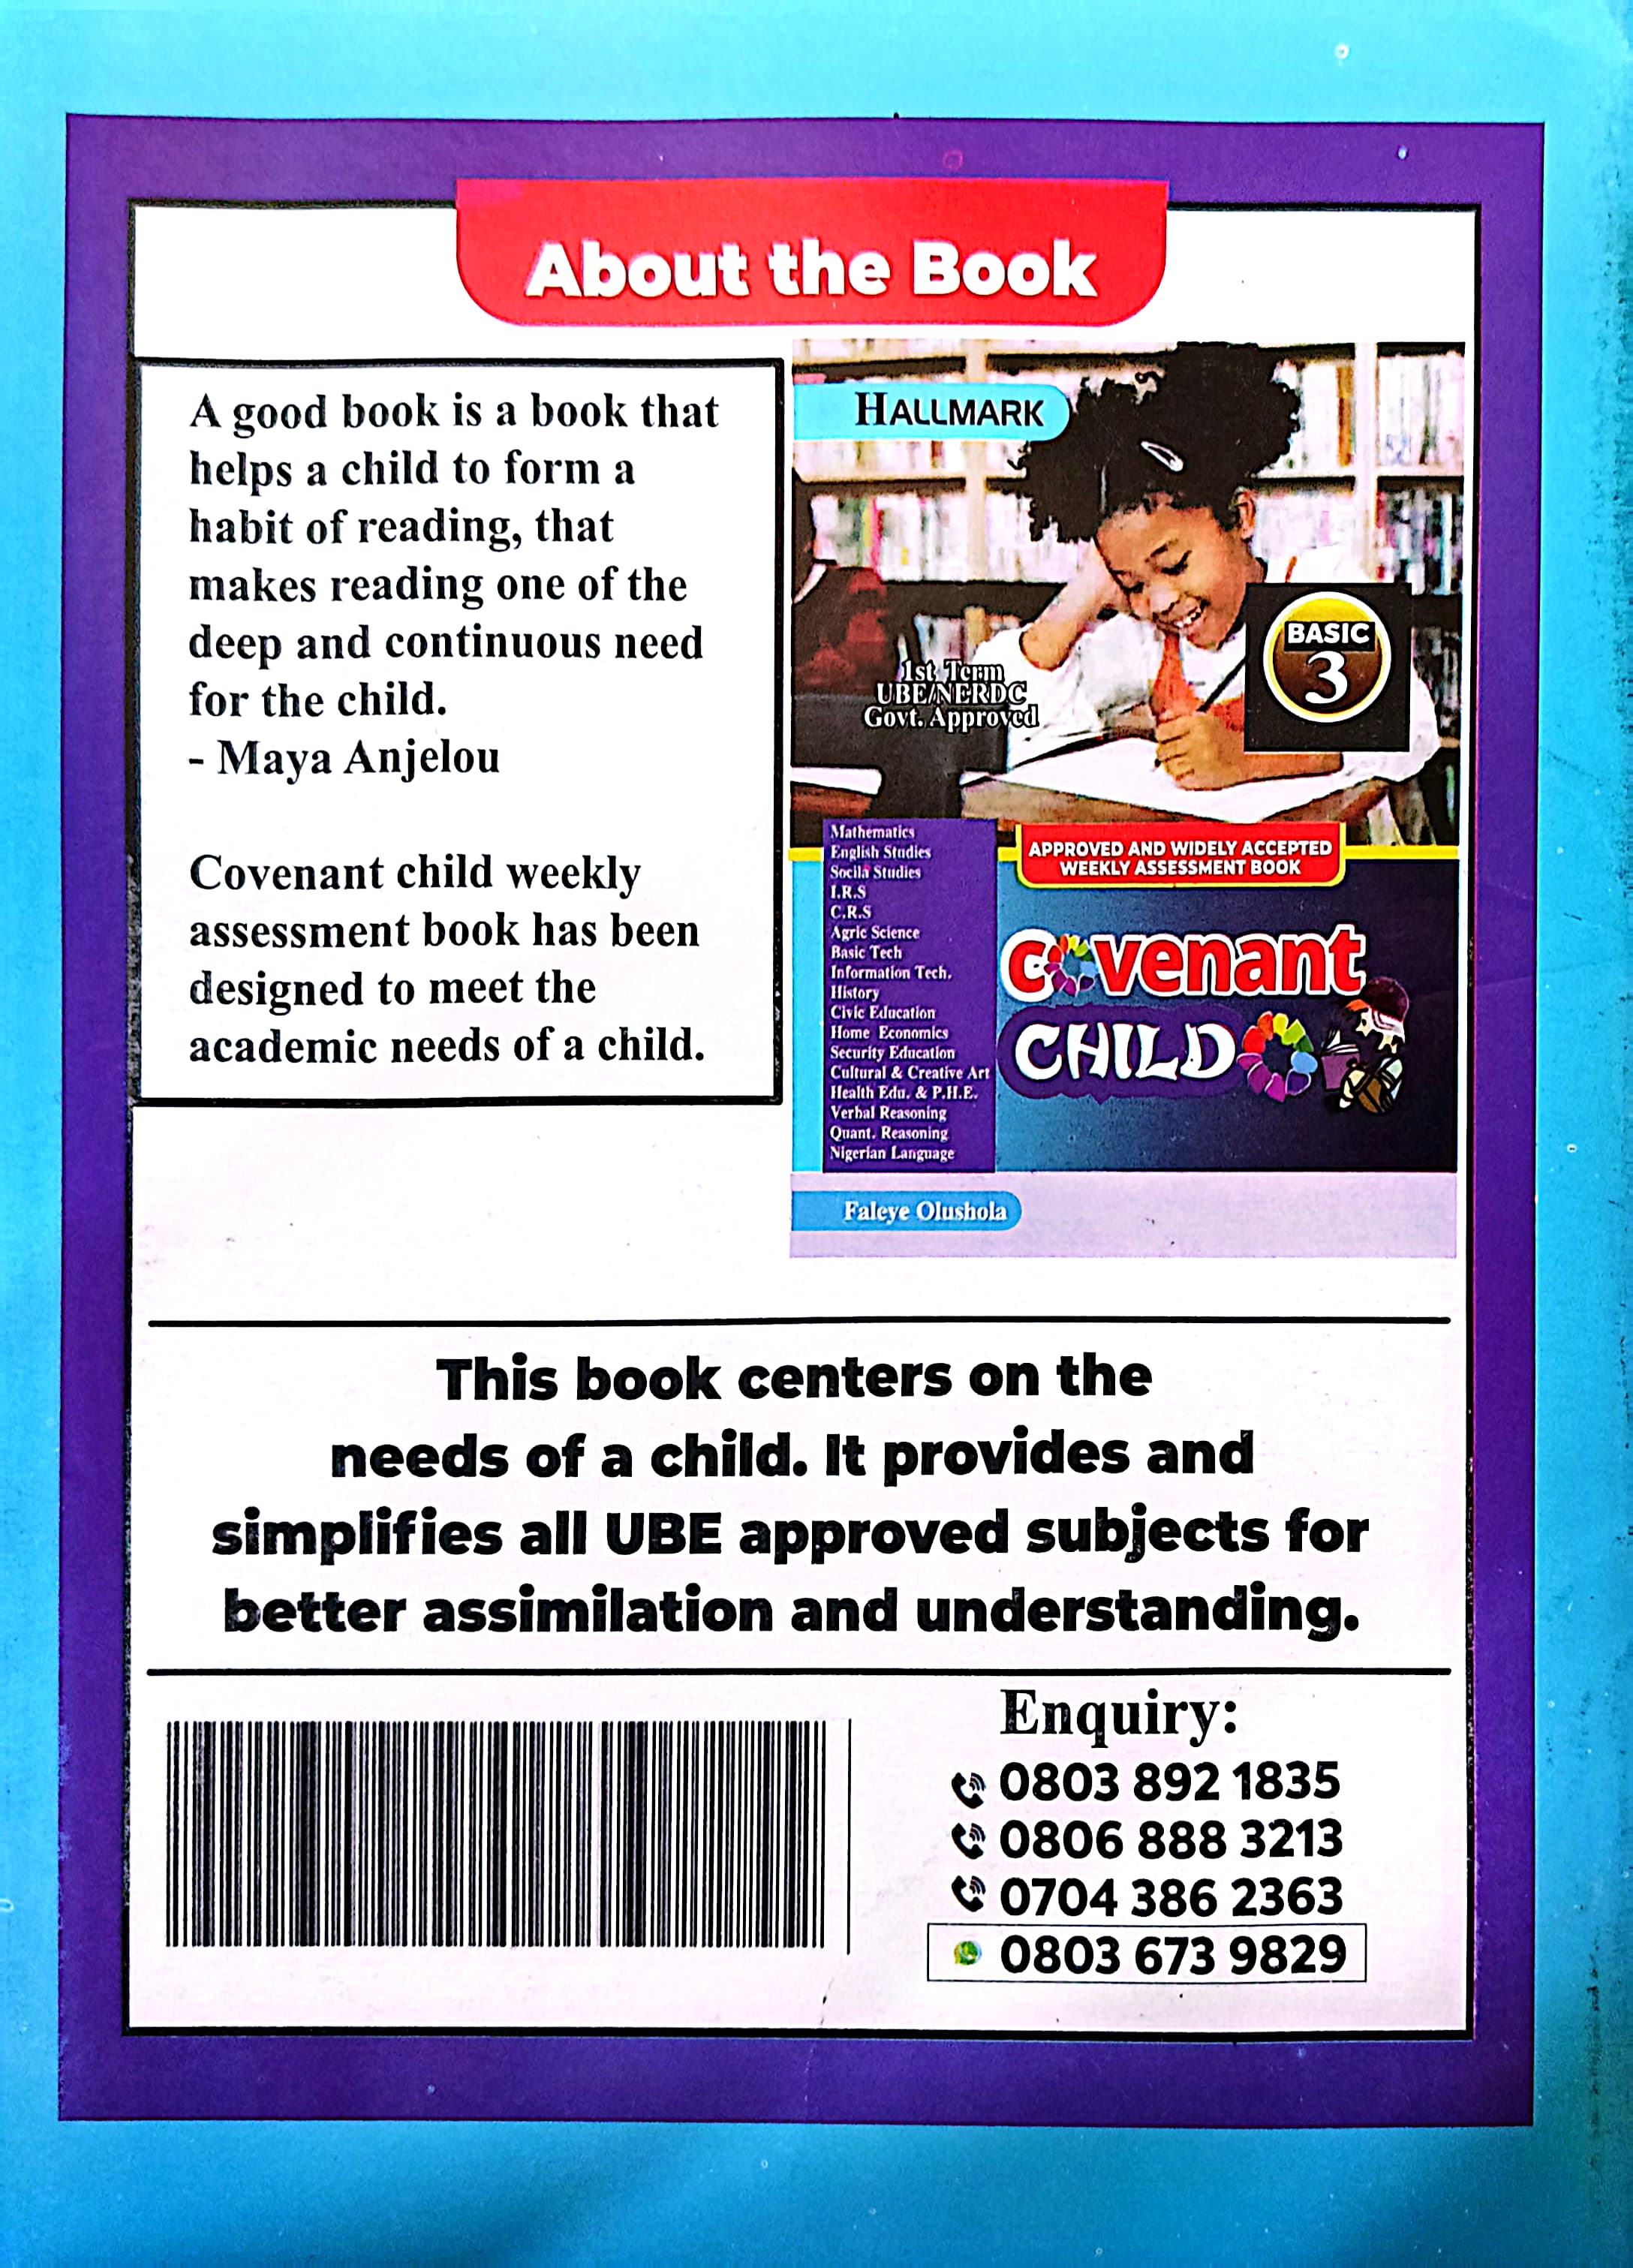 About the Book
A good book is a book that
helps a child to form a
habit of reading, that
makes reading one of the
deep and continuous need
for the child.
- Maya Anjelou
Covenant child weekly
assessment book has been
designed to meet the
academic needs of a child.
HALLMARK
BASIC
3
1st Term
UBE/NERDC
Govt. Approved
Mathematics
English Studies
Socila Studies
I.R.S
C.R.S
Agric Science
Basic Tech
Information Tech.
History
Civic Education
Home Economics
Security Education
Cultural & Creative Art
Health Edu. & P.H.E.
Verbal Reasoning
Quant. Reasoning
Nigerian Language
APPROVED AND WIDELY ACCEPTED
WEEKLY ASSESSMENT BOOK
covenant
CHILD
Faleye Olushola
This book centers on the
needs of a child. It provides and
simplifies all UBE approved subjects for
better assimilation and understanding.
Enquiry:
0803 892 1835
0806 888 3213
0704 386 2363
0803 673 9829